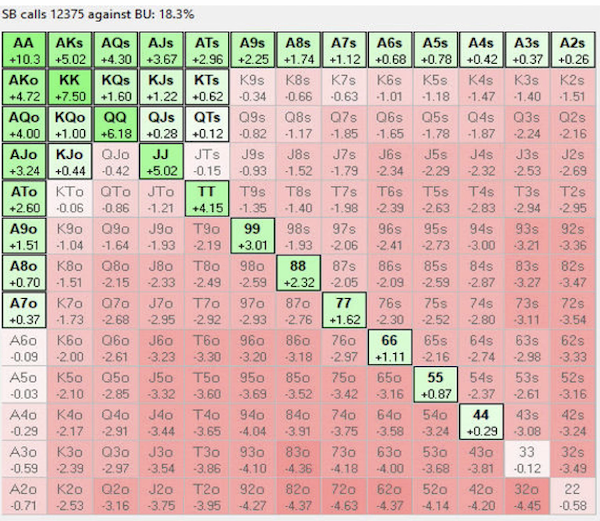 SB calls 12375 against BU: 18.3%
AA AKs AQs AJs ATs A9s A8s A7s A6s A5s A4s A3s A2s
+10.3 +5.02 +4.30 +3.67 +2.96 +2.25 +1.74 +1.12 +0.68 +0.78 +0.42 +0.37 +0.26
AKo KK KQs KJs KTs K9s K8s K7s K6s K5s K4s K3s K2s
+4.72 +7.50 +1.60 +1.22 +0.62 -0.34 -0.66 -0.63 -1.01 -1.18 -1.47 -1.40 -1.51
AQo KQo QQ QJs QTs Q9s Q8s Q7s Q6s Q5s Q4s Q3s Q2s
+4.00 +1.00 +6.18 +0.28 +0.12 -0.82 -1.17 -1.85 -1.65 -1.78 -1.87 -2.24 -2.16
AJo KJo QJo JJ JTs J9s J8s J7s J6s J5s J4s J3s J2s
+3.24 +0.44 -0.42 +5.02 -0.15 -0.93 -1.52 -1.79 -2.34 -2.29 -2.32 -2.53 -2.69
ATo KTo QTo JTo TT T9s T8s T7s T6s T5s T4s T3s T2s
+2.60 -0.06 -0.86 -1.21 +4.15 -1.35 -1.40 -1.98 -2.39 -2.63 -2.83 -2.94 -2.95
A9o K9o Q9o J9o T9o 99 98s 97s 96s 95s 94s 93s 92s
+1.51 -1.04 -1.64 -1.93 -2.19 +3.01 -1.93 -2.06 -2.41 -2.73 -3.00 -3.21 -3.36
A8o K8o Q8o J8o T8o 98o 88 87s 86s 85s 84s 83s 82s
+0.70 -1.51 -2.15 -2.33 -2.49 -2.59 +2.32 -2.05 -2.09 -2.59 -2.87 -3.27 -3.47
A7o K7o Q7o J7o T7o 97o 87o 77 76s 75s 74s 73s 72s
+0.37 -1.73 -2.68 -2.95 -2.92 -2.93 -2.76 +1.62 -2.30 -2.52 -2.80 -3.11 -3.54
A6o K6o Q6o J6o T6o 96o 86o 76o 66 65s 64s 63s 62s
-0.09 -2.00 -2.61 -3.23 -3.30 -3.20 -3.18 -2.97 +1.11 -2.16 -2.74 -2.98 -3.33
A5o K5o Q5o J5o T5o 95o 85o 75o 65o 55 54s 53s 52s
-0.03 -2.10 -2.85 -3.32 -3.60 -3.69 -3.52 -3.42 -3.16 +0.87 -2.37 -2.61 -3.16
A4o K4o Q4o J4o T4o 94o 84o 74o 64o 54o 44 43s 42s
-0.29 -2.17 -2.91 -3.44 -3.65 -4.04 -3.91 -3.75 -3.58 -3.24 +0.29 -3.08 -3.24
A3o K3o Q3o J3o T3o 93o 83o 73o 63o 53o 43o 33 32s
-0.59 -2.39 -2.97 -3.54 -3.86 -4.10 -4.36 -4.18 -4.00 -3.68 -3.81 -0.12 -3.49
A2o K2o Q2o J2o T2o 92o 82o 72o 62o 52o 42o 32o 22
-0.71 -2.53 -3.16 -3.75 -3.95 -4.27 -4.37 -4.63 -4.37 -4.14 -4.20 -4.45 -0.58